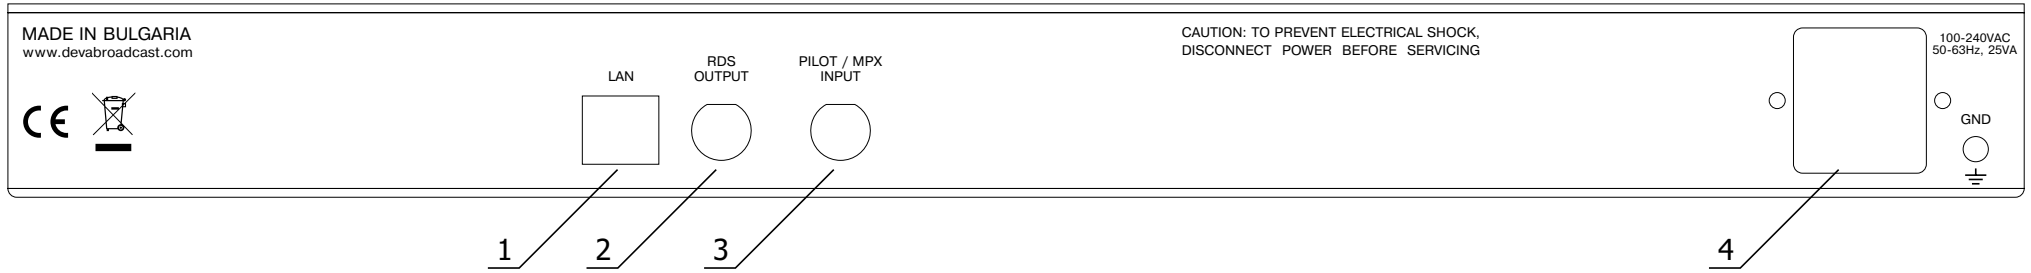 MADE IN BULGARIA
www.devabroadcast.com
CE
LAN
RDS
OUTPUT
PILOT / MPX
INPUT
CAUTION: TO PREVENT ELECTRICAL SHOCK,
DISCONNECT POWER BEFORE SERVICING
100-240VAC
50-63Hz, 25VA
GND
1
2
3
4